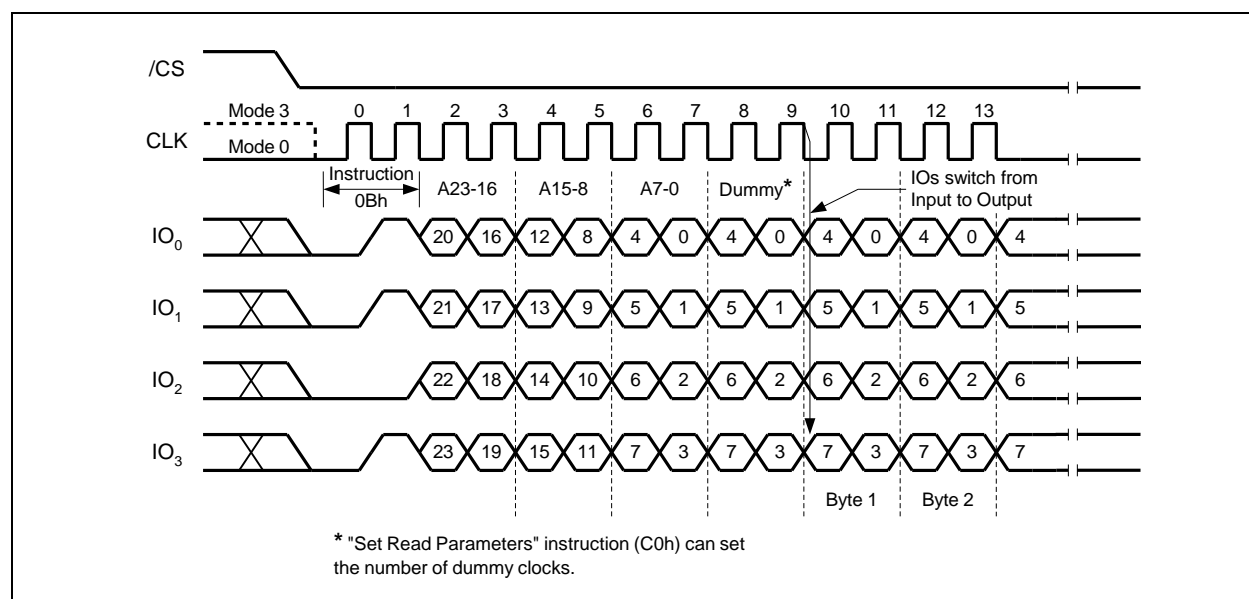 /CS
Mode 3 0 1 2 3 4 5 6 7 8 9 10 11 12 13
CLK
Mode 0
Instruction
0Bh
A23-16 A15-8 A7-0 Dummy*
IOs switch from
Input to Output
IO0 20 16 12 8 4 0 4 0 4 0 4 0 4
IO1 21 17 13 9 5 1 5 1 5 1 5 1 5
IO2 22 18 14 10 6 2 6 2 6 2 6 2 6
IO3 23 19 15 11 7 3 7 3 7 3 7 3 7
Byte 1 Byte 2
* "Set Read Parameters" instruction (C0h) can set
the number of dummy clocks.